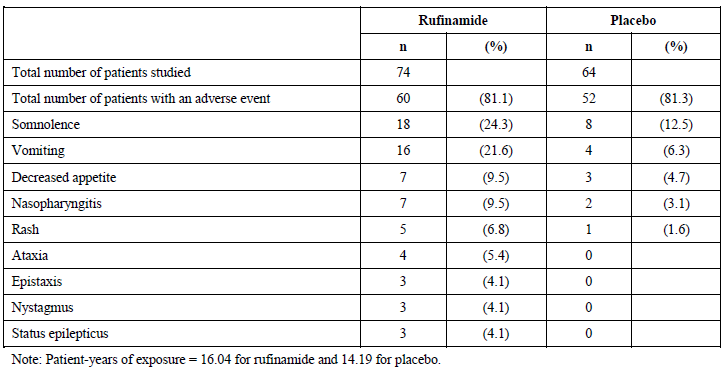 Rufinamide Placebo
n (%) n (%)
Total number of patients studied 74 64
Total number of patients with an adverse event 60 (81.1) 52 (81.3)
Somnolence 18 (24.3) 8 (12.5)
Vomiting 16 (21.6) 4 (6.3)
Decreased appetite 7 (9.5) 3 (4.7)
Nasopharyngitis 7 (9.5) 2 (3.1)
Rash 5 (6.8) 1 (1.6)
Ataxia 4 (5.4) 0
Epistaxis 3 (4.1) 0
Nystagmus 3 (4.1) 0
Status epilepticus 3 (4.1) 0
Note: Patient-years of exposure = 16.04 for rufinamide and 14.19 for placebo.